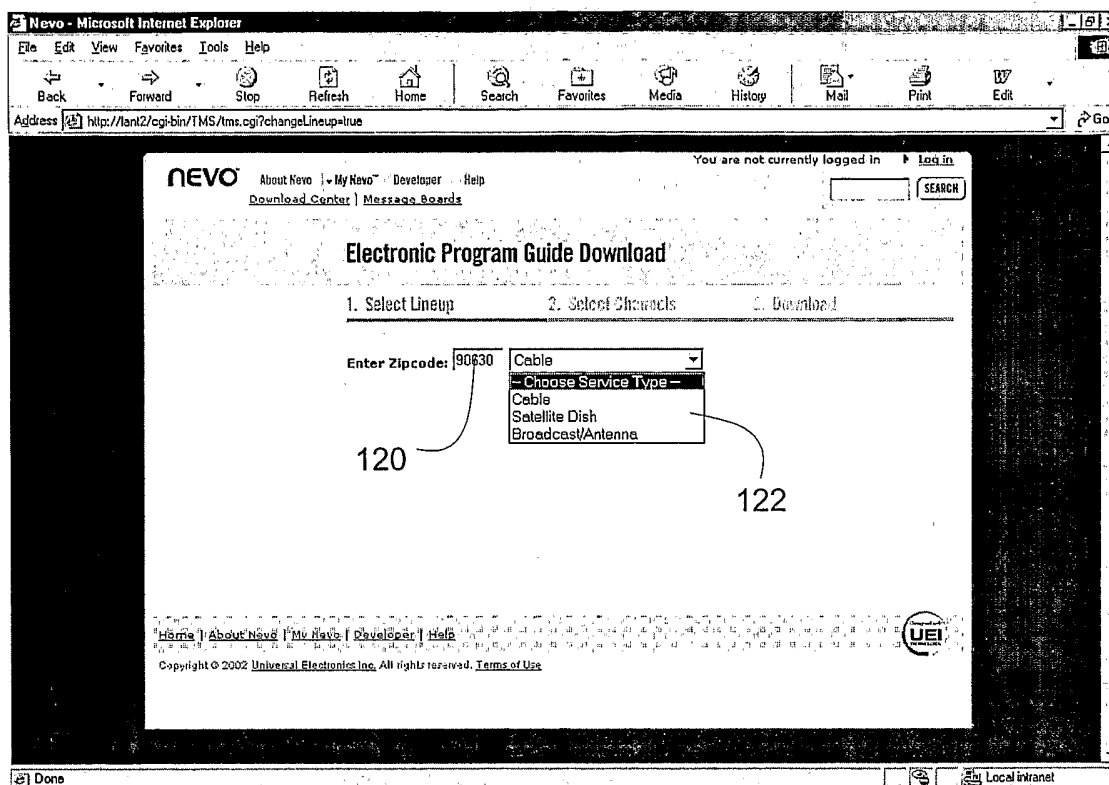 Nevo - Microsoft Internet Explorer
File Edit View Favorites Tools Help
Back Forward Stop Refresh Home Search Favorites Media History Mail Print Edit
Address http://lant2/cgi-bin/TMS/tms.cgi?changeLineup=true Go
You are not currently logged in Log in
NEVO About Nevo My Nevo™ Developer Help SEARCH
Download Center | Message Boards
Electronic Program Guide Download
1. Select Lineup 2. Select Channels 3. Download
Enter Zipcode: 90630 Cable
-- Choose Service Type --
Cable
Satellite Dish
Broadcast/Antenna
120
122
Home | About Nevo | My Nevo | Developer | Help
UEI
Copyright © 2002 Universal Electronics Inc. All rights reserved. Terms of Use
Done Local intranet